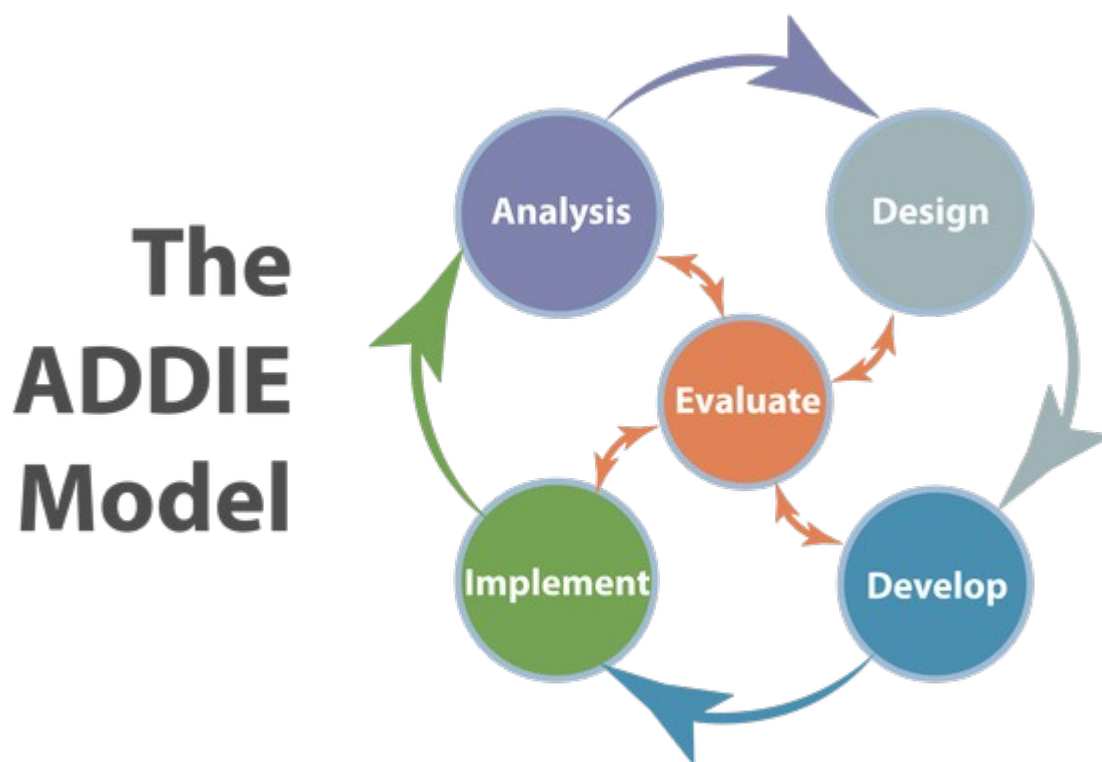 The
ADDIE
Model
Analysis
Design
Evaluate
Implement
Develop